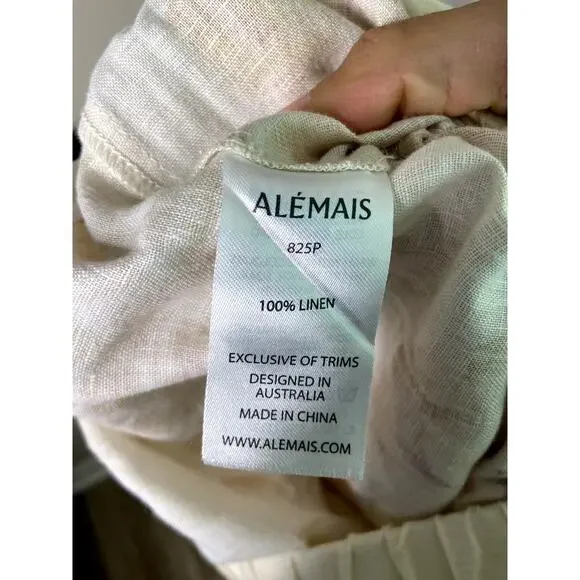 ALÉMAIS
825P
100% LINEN
EXCLUSIVE OF TRIMS
DESIGNED IN
AUSTRALIA
MADE IN CHINA
WWW.ALEMAIS.COM